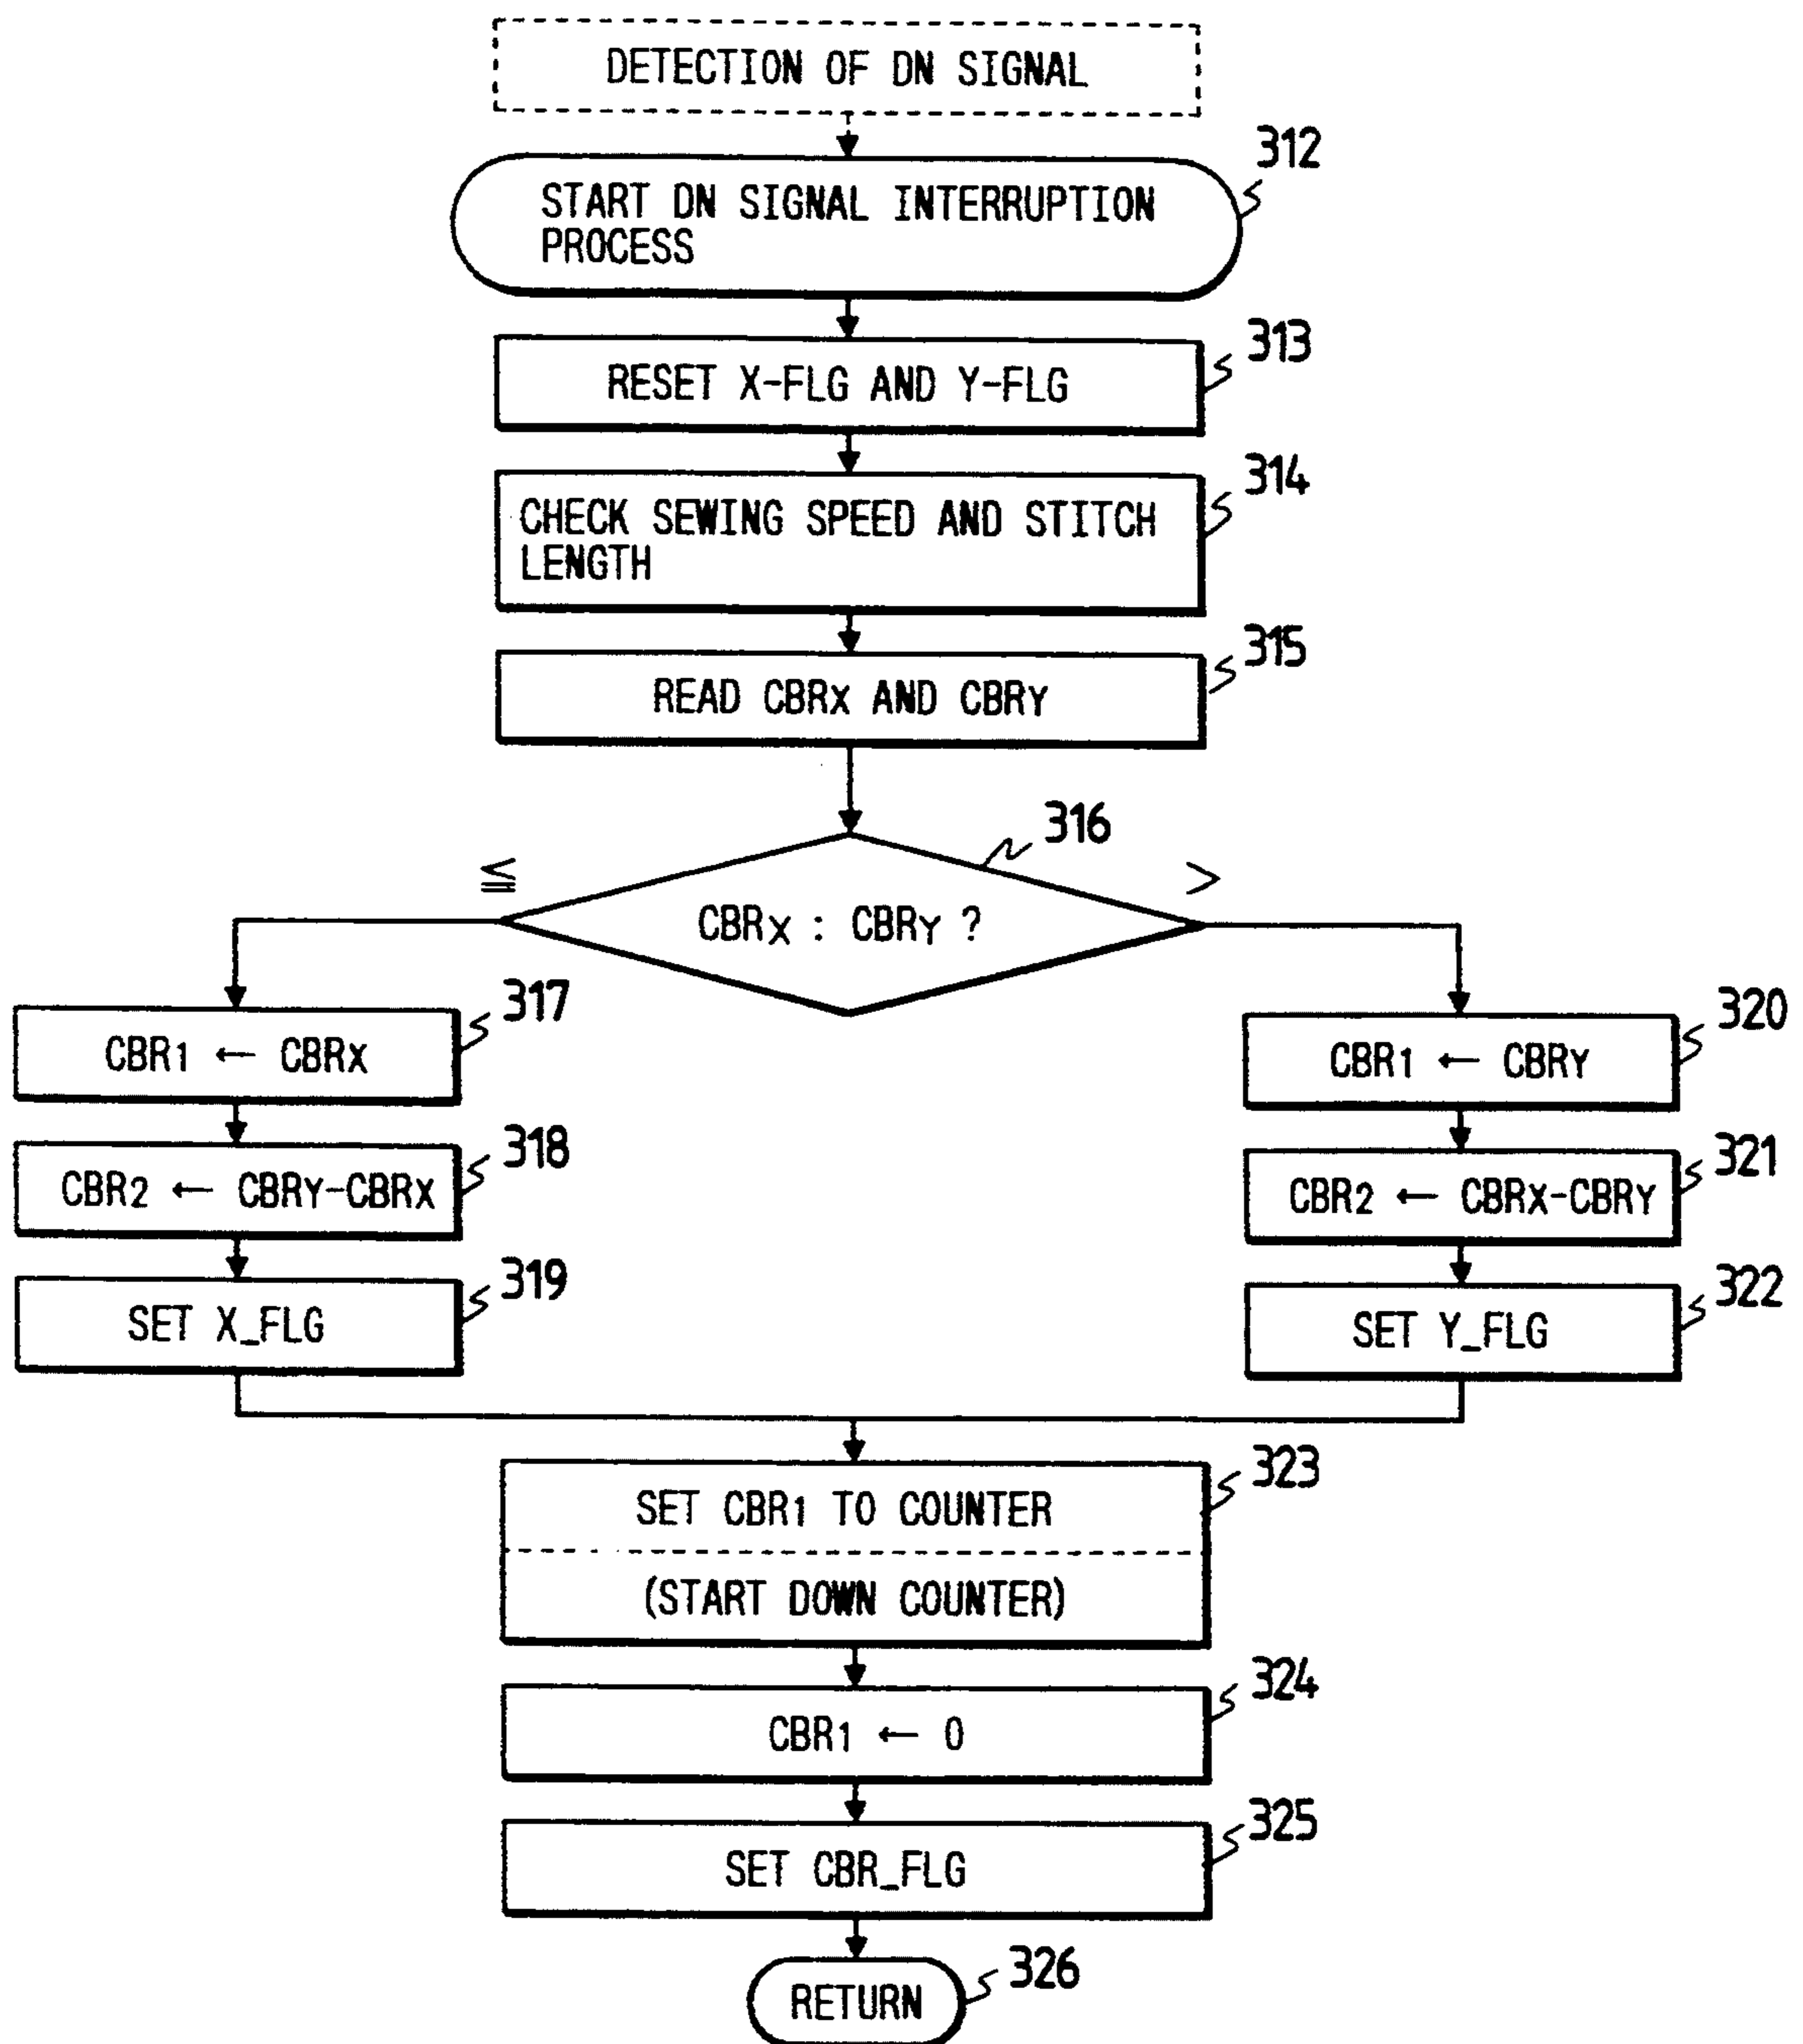 DETECTION OF DN SIGNAL
312
START DN SIGNAL INTERRUPTION
PROCESS
313
RESET X-FLG AND Y-FLG
314
CHECK SEWING SPEED AND STITCH
LENGTH
315
READ CBRX AND CBRY
316
≦
>
CBRX : CBRY ?
317
CBR1 ← CBRX
318
CBR2 ← CBRY-CBRX
319
SET X_FLG
320
CBR1 ← CBRY
321
CBR2 ← CBRX-CBRY
322
SET Y_FLG
323
SET CBR1 TO COUNTER
(START DOWN COUNTER)
324
CBR1 ← 0
325
SET CBR_FLG
326
RETURN